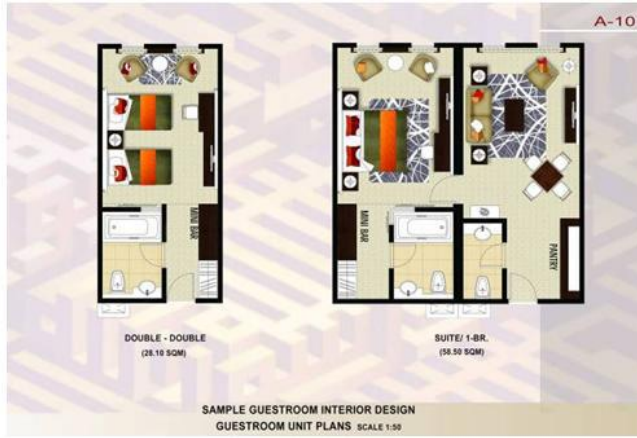 A-10
MINI BAR
MINI BAR
PANTRY
DOUBLE - DOUBLE
(28.10 SQM)
SUITE/ 1-BR.
(58.50 SQM)
SAMPLE GUESTROOM INTERIOR DESIGN
GUESTROOM UNIT PLANS SCALE 1:50